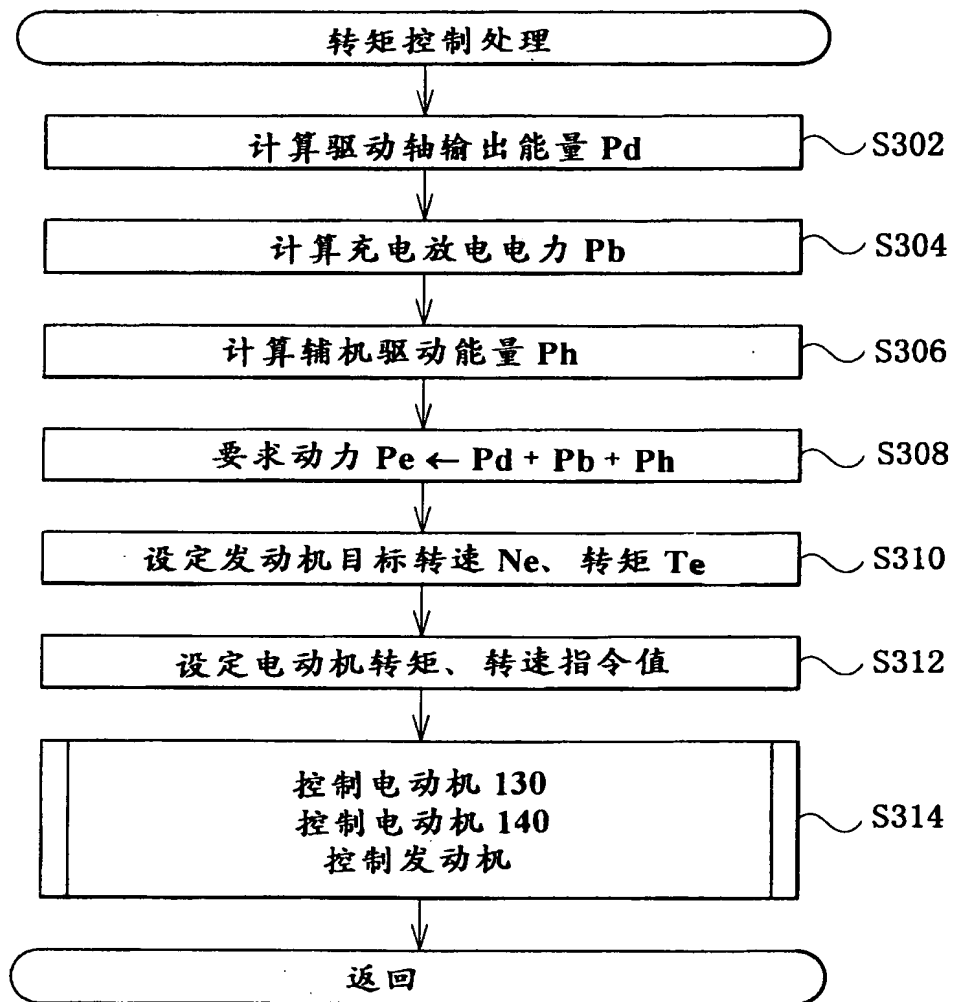 转矩控制处理
计算驱动轴输出能量 Pd
S302
计算充电放电电力 Pb
S304
计算辅机驱动能量 Ph
S306
要求动力 Pe ← Pd + Pb + Ph
S308
设定发动机目标转速 Ne、转矩 Te
S310
设定电动机转矩、转速指令值
S312
控制电动机 130
控制电动机 140
控制发动机
S314
返回